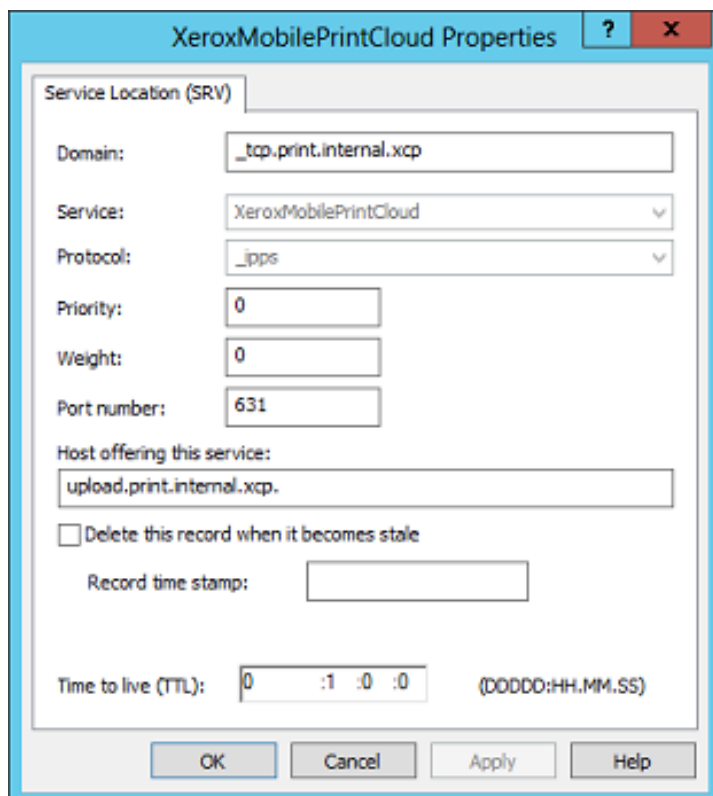 XeroxMobilePrintCloud Properties ? x
Service Location (SRV)
Domain: _tcp.print.internal.xcp
Service: XeroxMobilePrintCloud
Protocol: _ipps
Priority: 0
Weight: 0
Port number: 631
Host offering this service:
upload.print.internal.xcp.
Delete this record when it becomes stale
Record time stamp:
Time to live (TTL): 0 :1 :0 :0 (DDDDD:HH.MM.SS)
OK Cancel Apply Help